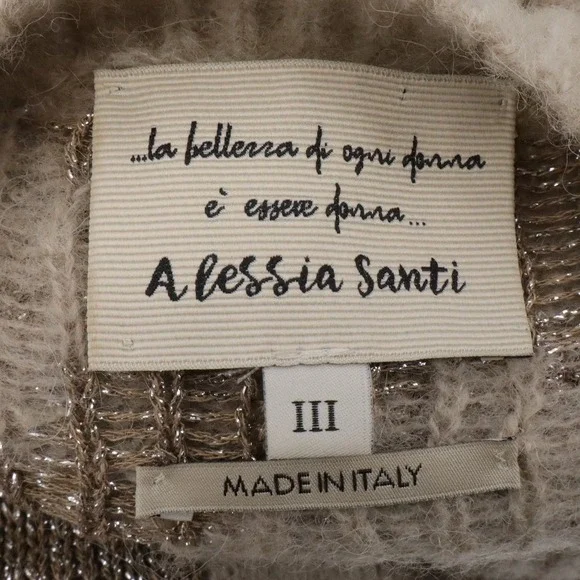 ...la bellezza di ogni donna
è essere donna...
Alessia Santi
III
MADE IN ITALY